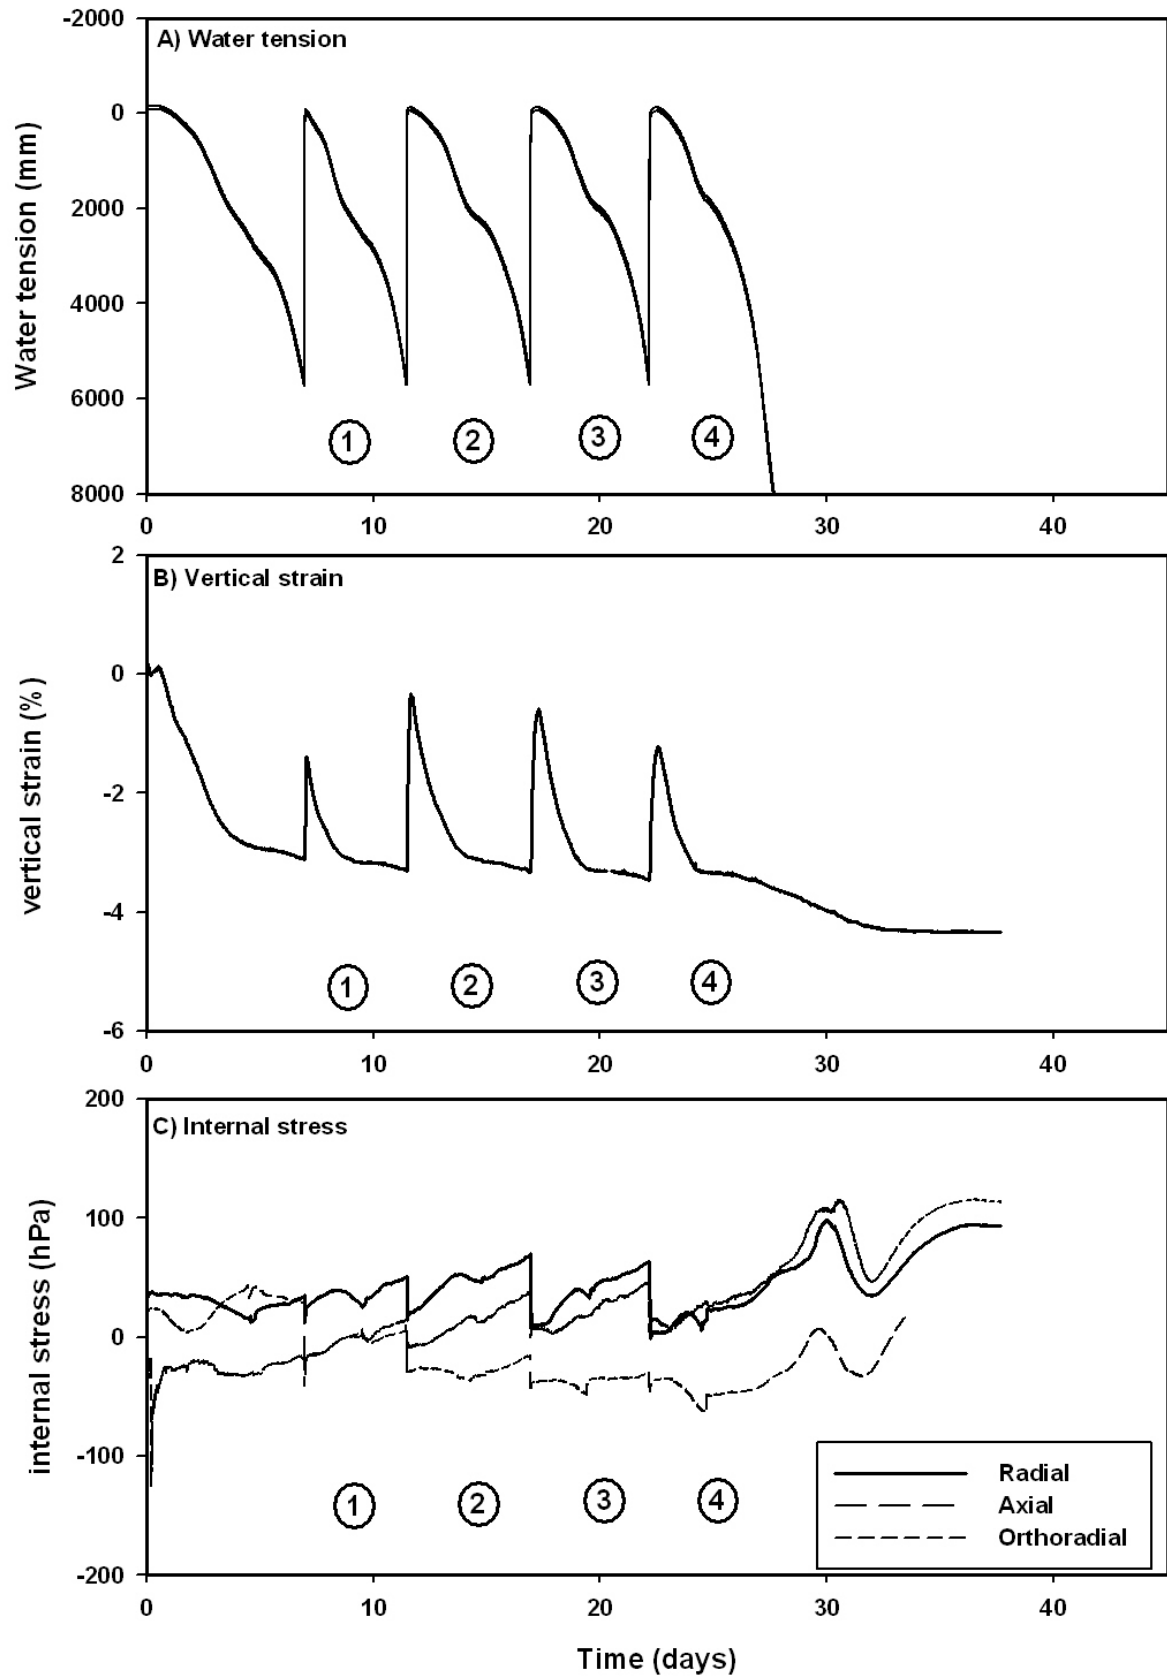 A) Water tension
Water tension (mm)
-2000
0
2000
4000
6000
8000
1
2
3
4
0 10 20 30 40
B) Vertical strain
vertical strain (%)
2
0
-2
-4
-6
1
2
3
4
0 10 20 30 40
C) Internal stress
internal stress (hPa)
200
100
0
-100
-200
1
2
3
4
Radial
Axial
Orthoradial
0 10 20 30 40
Time (days)